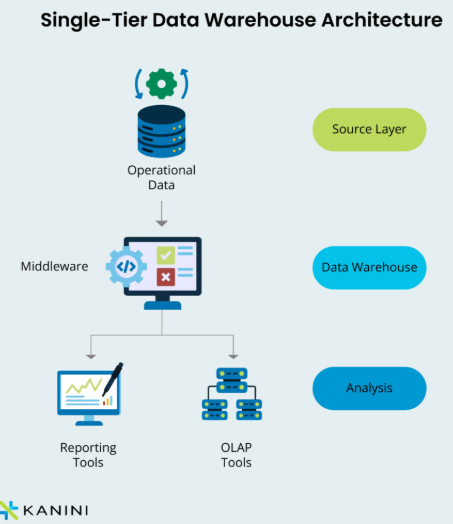 Single-Tier Data Warehouse Architecture
Source Layer
Operational
Data
Middleware
</>
Data Warehouse
Analysis
Reporting
Tools
OLAP
Tools
KANINI